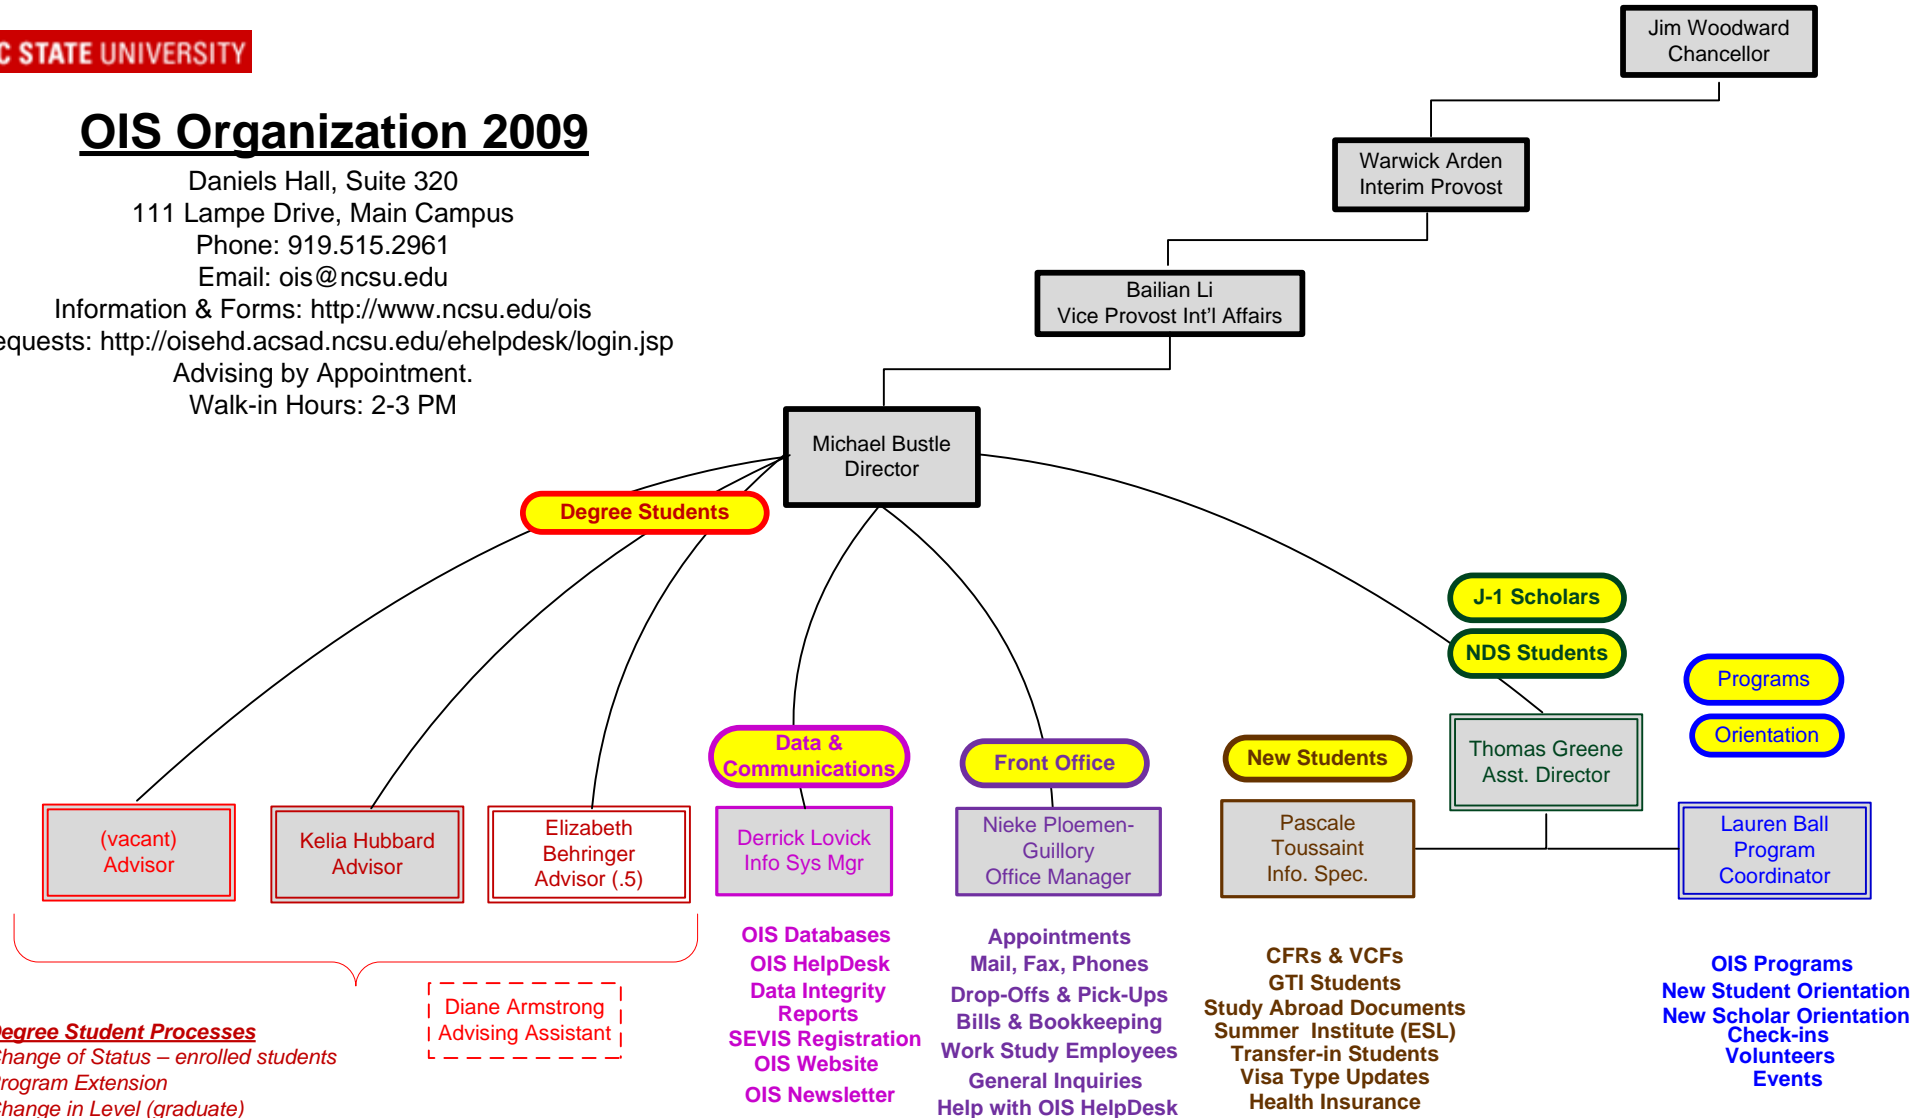 C STATE UNIVERSITY
OIS Organization 2009
Daniels Hall, Suite 320
111 Lampe Drive, Main Campus
Phone: 919.515.2961
Email: ois@ncsu.edu
Information & Forms: http://www.ncsu.edu/ois
equests: http://oisehd.acsad.ncsu.edu/ehelpdesk/login.jsp
Advising by Appointment.
Walk-in Hours: 2-3 PM
Jim Woodward
Chancellor
Warwick Arden
Interim Provost
Bailian Li
Vice Provost Int'l Affairs
Michael Bustle
Director
Degree Students
J-1 Scholars
NDS Students
Programs
Orientation
Data &
Communications
Front Office
New Students
Thomas Greene
Asst. Director
(vacant)
Advisor
Kelia Hubbard
Advisor
Elizabeth
Behringer
Advisor (.5)
Derrick Lovick
Info Sys Mgr
Nieke Ploemen-
Guillory
Office Manager
Pascale
Toussaint
Info. Spec.
Lauren Ball
Program
Coordinator
Diane Armstrong
Advising Assistant
Degree Student Processes
Change of Status – enrolled students
Program Extension
Change in Level (graduate)
OIS Databases
OIS HelpDesk
Data Integrity
Reports
SEVIS Registration
OIS Website
OIS Newsletter
Appointments
Mail, Fax, Phones
Drop-Offs & Pick-Ups
Bills & Bookkeeping
Work Study Employees
General Inquiries
Help with OIS HelpDesk
CFRs & VCFs
GTI Students
Study Abroad Documents
Summer  Institute (ESL)
Transfer-in Students
Visa Type Updates
Health Insurance
OIS Programs
New Student Orientation
New Scholar Orientation
Check-ins
Volunteers
Events